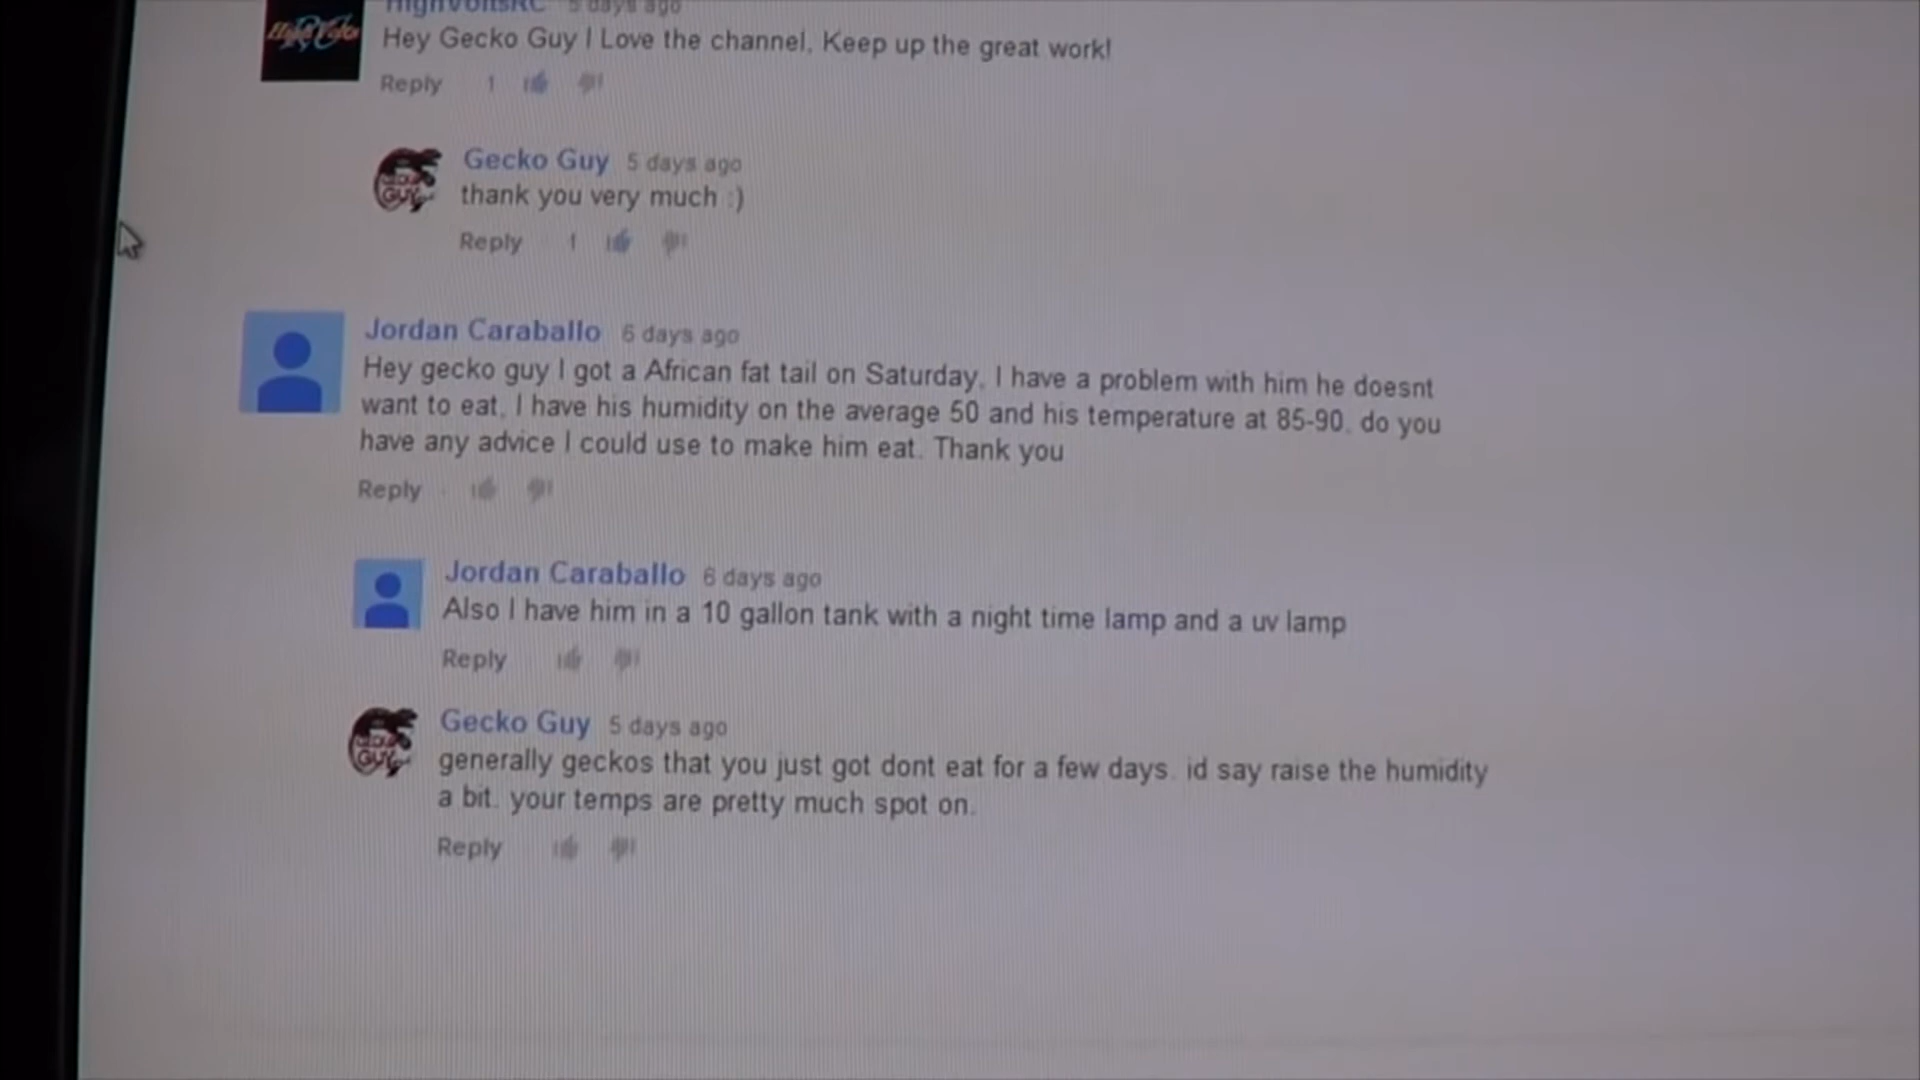 HighVoltsRC 5 days ago
Hey Gecko Guy I Love the channel, Keep up the great work!
Reply 1
Gecko Guy 5 days ago
thank you very much :)
Reply 1
Jordan Caraballo 6 days ago
Hey gecko guy I got a African fat tail on Saturday, I have a problem with him he doesnt
want to eat, I have his humidity on the average 50 and his temperature at 85-90. do you
have any advice I could use to make him eat. Thank you
Reply
Jordan Caraballo 6 days ago
Also I have him in a 10 gallon tank with a night time lamp and a uv lamp
Reply
GECKO GUY
Gecko Guy 5 days ago
generally geckos that you just got dont eat for a few days. id say raise the humidity
a bit. your temps are pretty much spot on.
Reply